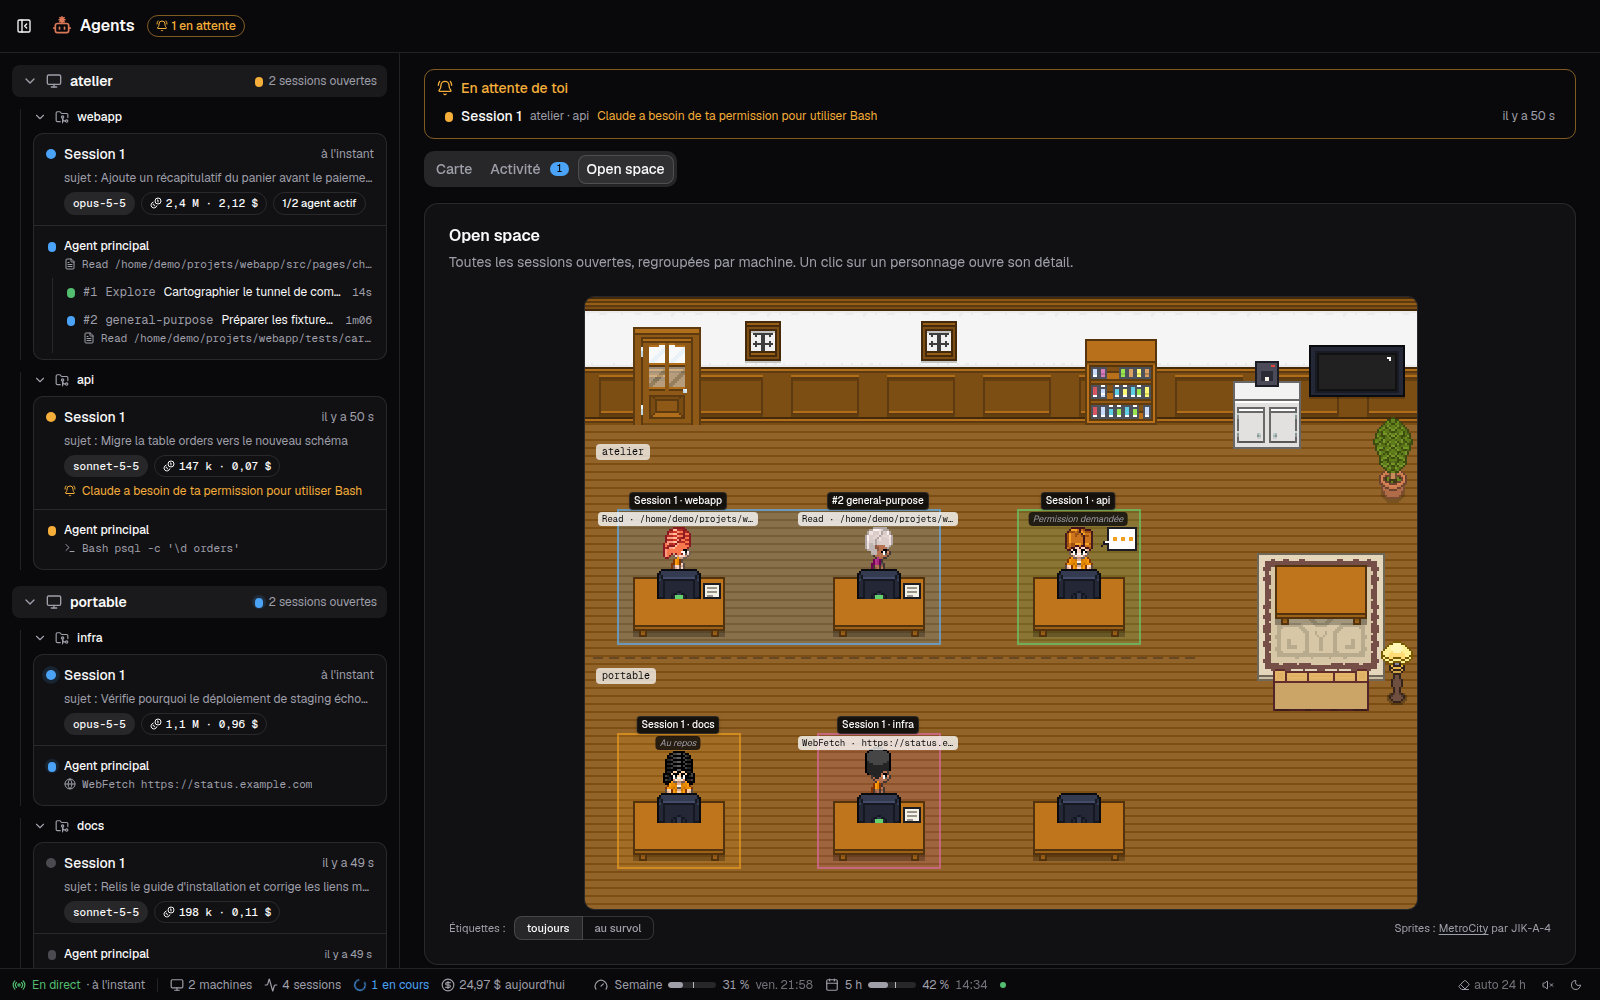 Agents
1 en attente
atelier
2 sessions ouvertes
webapp
Session 1
à l'instant
sujet : Ajoute un récapitulatif du panier avant le paieme…
opus-5-5
2,4 M · 2,12 $
1/2 agent actif
Agent principal
Read /home/demo/projets/webapp/src/pages/ch…
#1 Explore Cartographier le tunnel de com… 14s
#2 general-purpose Préparer les fixture… 1m06
Read /home/demo/projets/webapp/tests/car…
api
Session 1
il y a 50 s
sujet : Migre la table orders vers le nouveau schéma
sonnet-5-5
147 k · 0,07 $
Claude a besoin de ta permission pour utiliser Bash
Agent principal
Bash psql -c '\d orders'
portable
2 sessions ouvertes
infra
Session 1
à l'instant
sujet : Vérifie pourquoi le déploiement de staging écho…
opus-5-5
1,1 M · 0,96 $
Agent principal
WebFetch https://status.example.com
docs
Session 1
il y a 49 s
sujet : Relis le guide d'installation et corrige les liens m…
sonnet-5-5
198 k · 0,11 $
Agent principal
il y a 49 s
En attente de toi
Session 1 atelier · api Claude a besoin de ta permission pour utiliser Bash il y a 50 s
Carte
Activité 1
Open space
Open space
Toutes les sessions ouvertes, regroupées par machine. Un clic sur un personnage ouvre son détail.
atelier
Session 1 · webapp
Read · /home/demo/projets/w…
#2 general-purpose
Read · /home/demo/projets/w…
Session 1 · api
Permission demandée
portable
Session 1 · docs
Au repos
Session 1 · infra
WebFetch · https://status.e…
Étiquettes :
toujours
au survol
Sprites : MetroCity par JIK-A-4
En direct · à l'instant
2 machines
4 sessions
1 en cours
24,97 $ aujourd'hui
Semaine 31 % ven. 21:58
5 h 42 % 14:34
auto 24 h